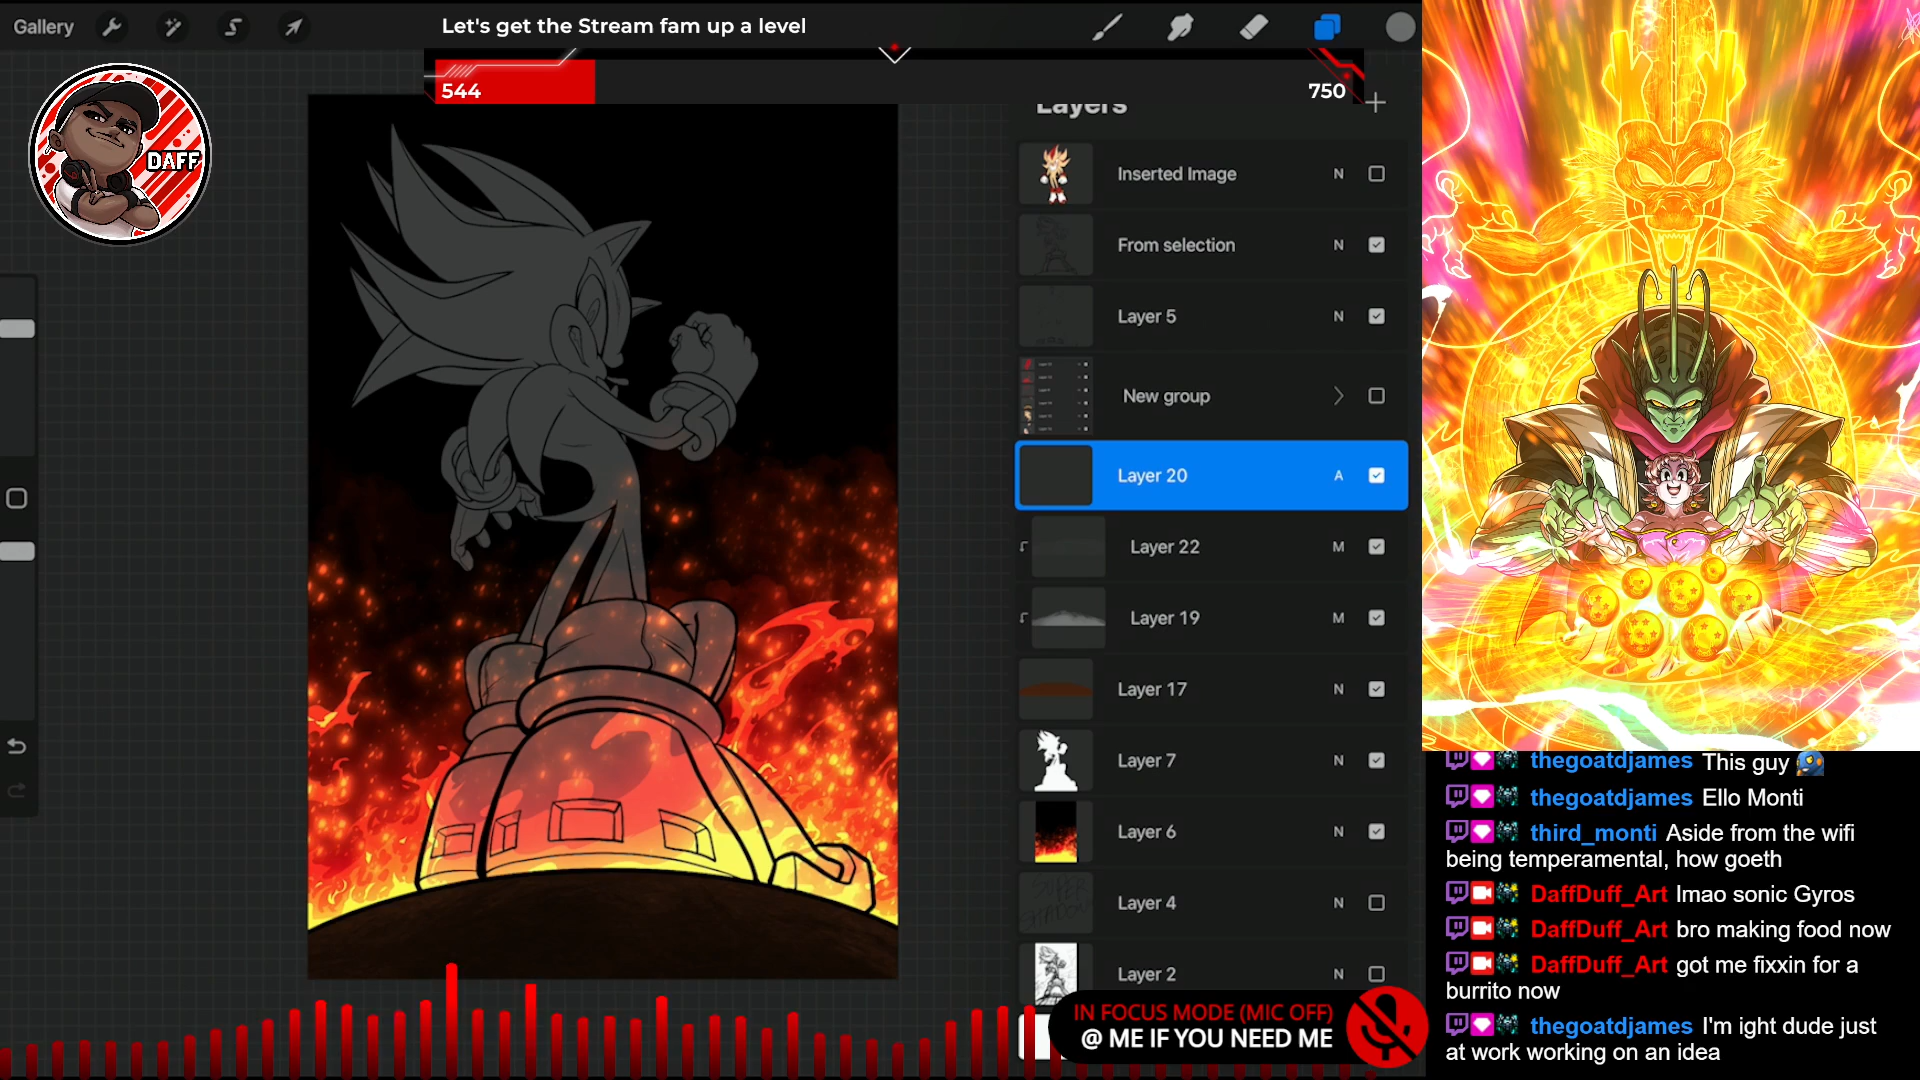 Gallery
Let's get the Stream fam up a level
544
750
DAFF
Layers
Inserted Image N
From selection N
Layer 5 N
New group
Layer 20 A
Layer 22 M
Layer 19 M
Layer 17 N
Layer 7 N
Layer 6 N
Layer 4 N
Layer 2 N
SUPER
SHADOW
IN FOCUS MODE (MIC OFF)
@ ME IF YOU NEED ME
thegoatdjames This guy
thegoatdjames Ello Monti
third_monti Aside from the wifi
being temperamental, how goeth
DaffDuff_Art lmao sonic Gyros
DaffDuff_Art bro making food now
DaffDuff_Art got me fixxin for a
burrito now
thegoatdjames I'm ight dude just
at work working on an idea